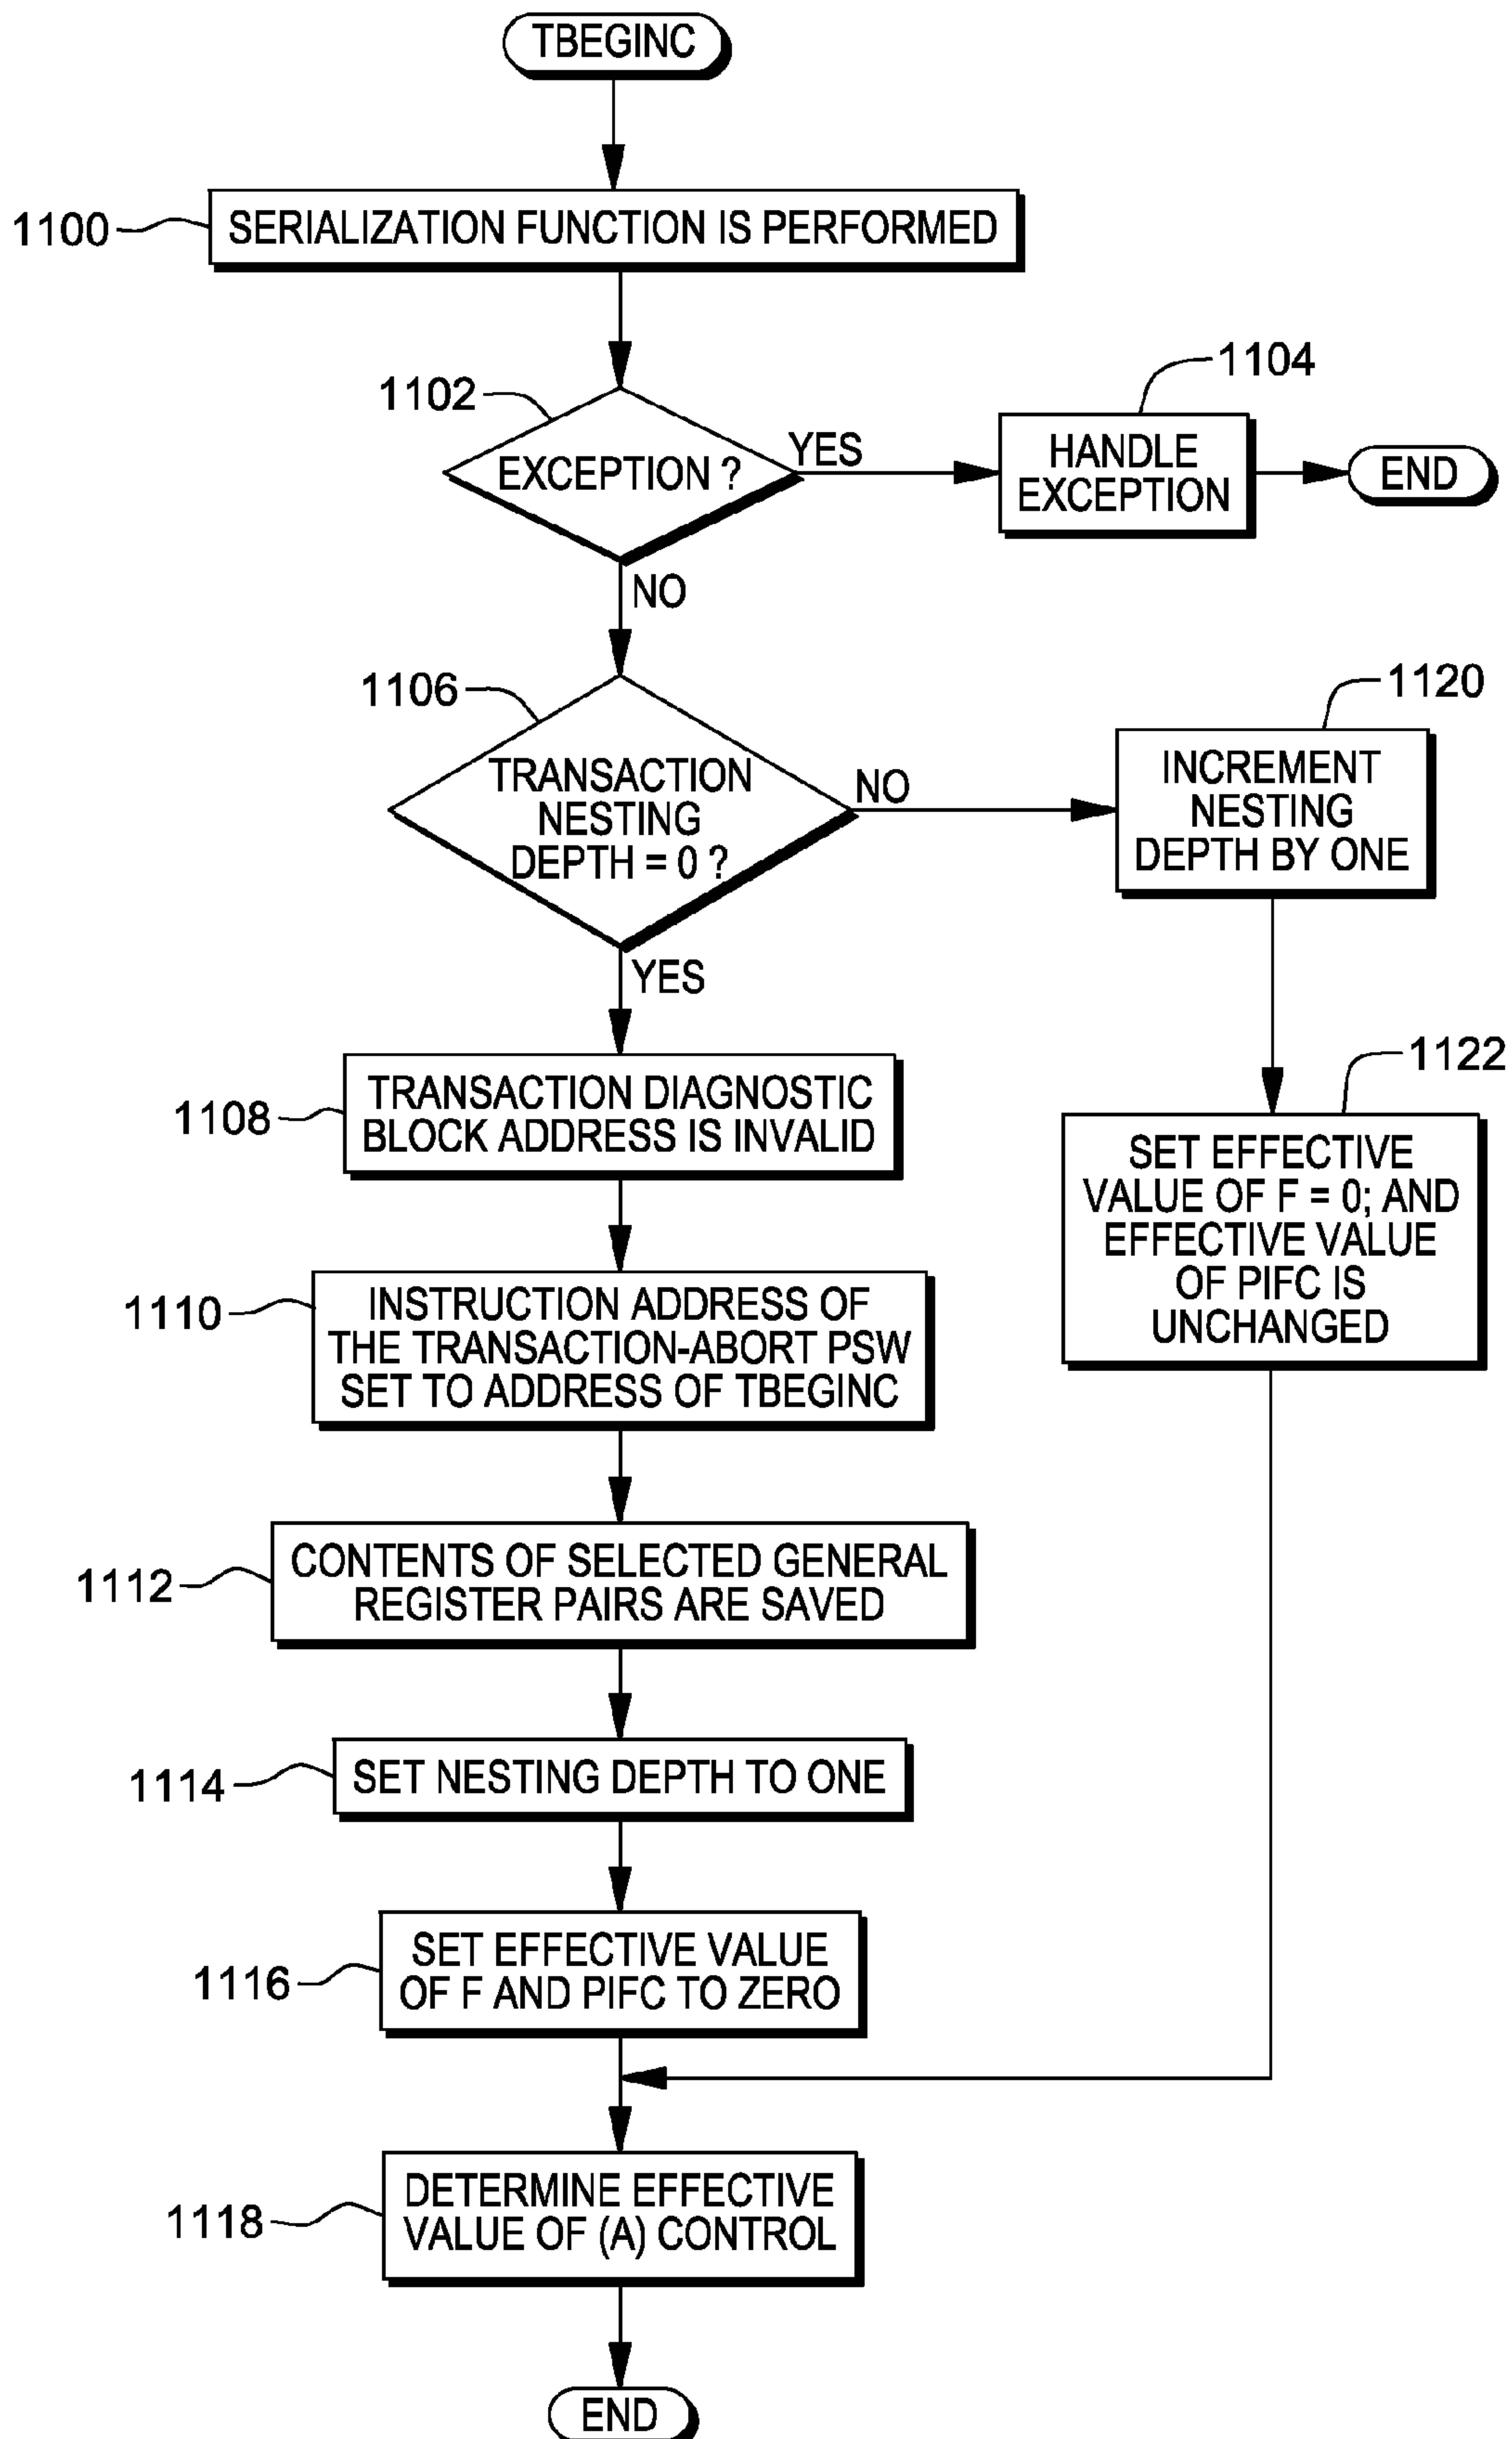 TBEGINC
1100
SERIALIZATION FUNCTION IS PERFORMED
1102
EXCEPTION ?
YES
1104
HANDLE
EXCEPTION
END
NO
1106
TRANSACTION
NESTING
DEPTH = 0 ?
NO
1120
INCREMENT
NESTING
DEPTH BY ONE
YES
1108
TRANSACTION DIAGNOSTIC
BLOCK ADDRESS IS INVALID
1122
SET EFFECTIVE
VALUE OF F = 0; AND
EFFECTIVE VALUE
OF PIFC IS
UNCHANGED
1110
INSTRUCTION ADDRESS OF
THE TRANSACTION-ABORT PSW
SET TO ADDRESS OF TBEGINC
1112
CONTENTS OF SELECTED GENERAL
REGISTER PAIRS ARE SAVED
1114
SET NESTING DEPTH TO ONE
1116
SET EFFECTIVE VALUE
OF F AND PIFC TO ZERO
1118
DETERMINE EFFECTIVE
VALUE OF (A) CONTROL
END